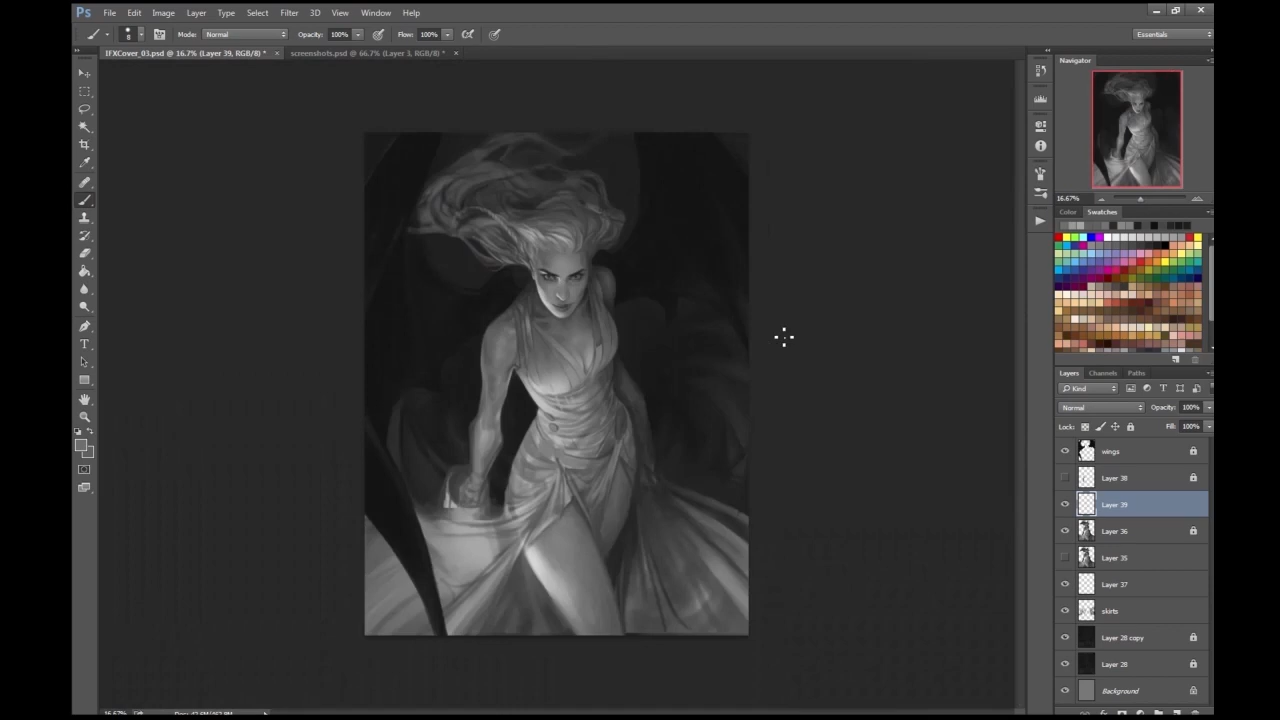 Ps File Edit Image Layer Type Select Filter 3D View Window Help
8 Mode: Normal Opacity: 100% Flow: 100% Essentials
IFXCover_03.psd @ 16.7% (Layer 39, RGB/8) * × screenshots.psd @ 66.7% (Layer 3, RGB/8) * ×
Navigator
16.67%
Color Swatches
Layers Channels Paths
Kind
Normal Opacity: 100%
Lock: Fill: 100%
wings
Layer 38
Layer 39
Layer 36
Layer 35
Layer 37
skirts
Layer 28 copy
Layer 28
Background